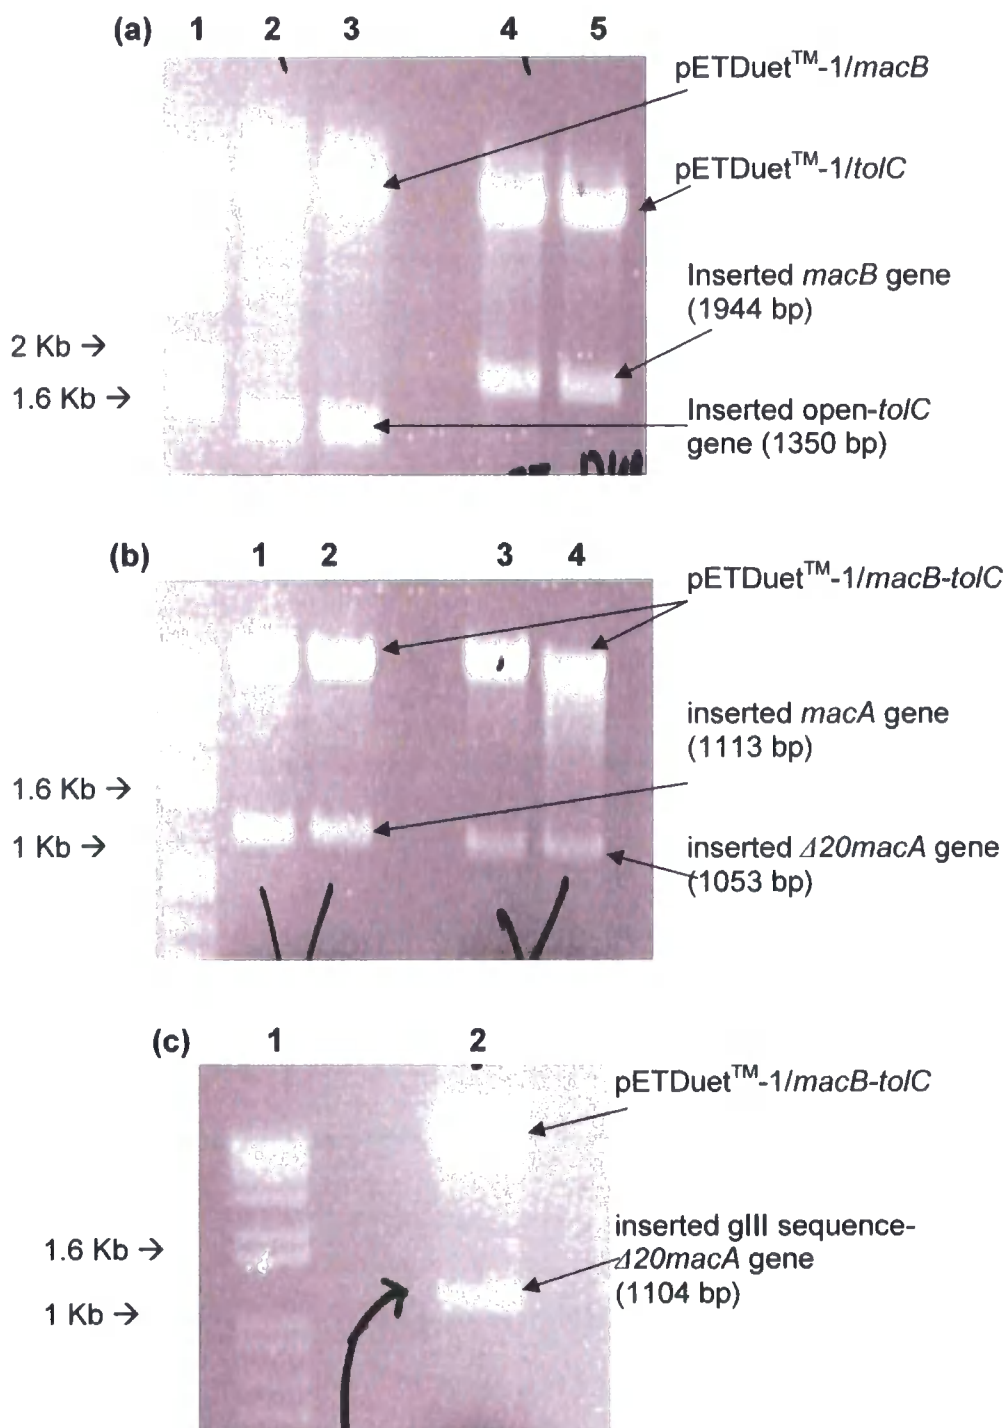 (a) 1 2 3 4 5
pETDuet™-1/macB
pETDuet™-1/tolC
Inserted macB gene
(1944 bp)
2 Kb →
1.6 Kb →
Inserted open-tolC
gene (1350 bp)
(b) 1 2 3 4
pETDuet™-1/macB-tolC
inserted macA gene
(1113 bp)
1.6 Kb →
1 Kb →
inserted Δ20macA gene
(1053 bp)
(c) 1 2
pETDuet™-1/macB-tolC
inserted gIII sequence-
Δ20macA gene
(1104 bp)
1.6 Kb →
1 Kb →